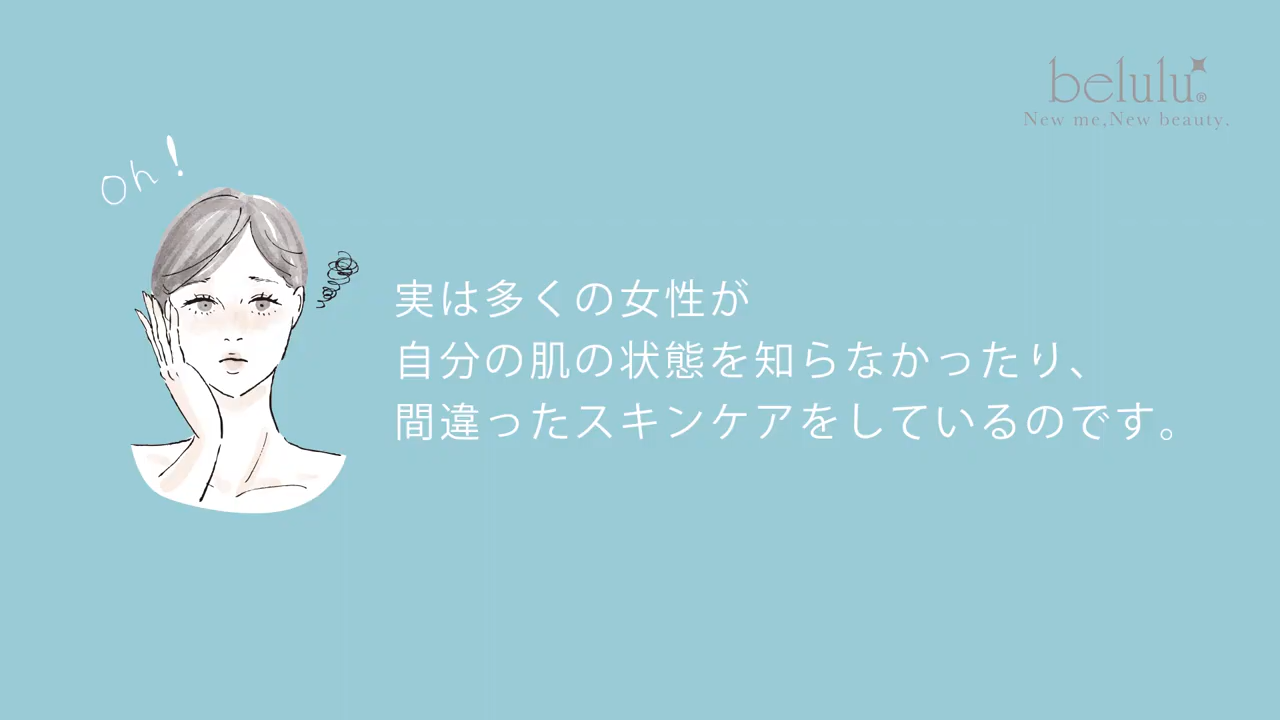 belulu®
New me,New beauty.
Oh!
実は多くの女性が
自分の肌の状態を知らなかったり、
間違ったスキンケアをしているのです。